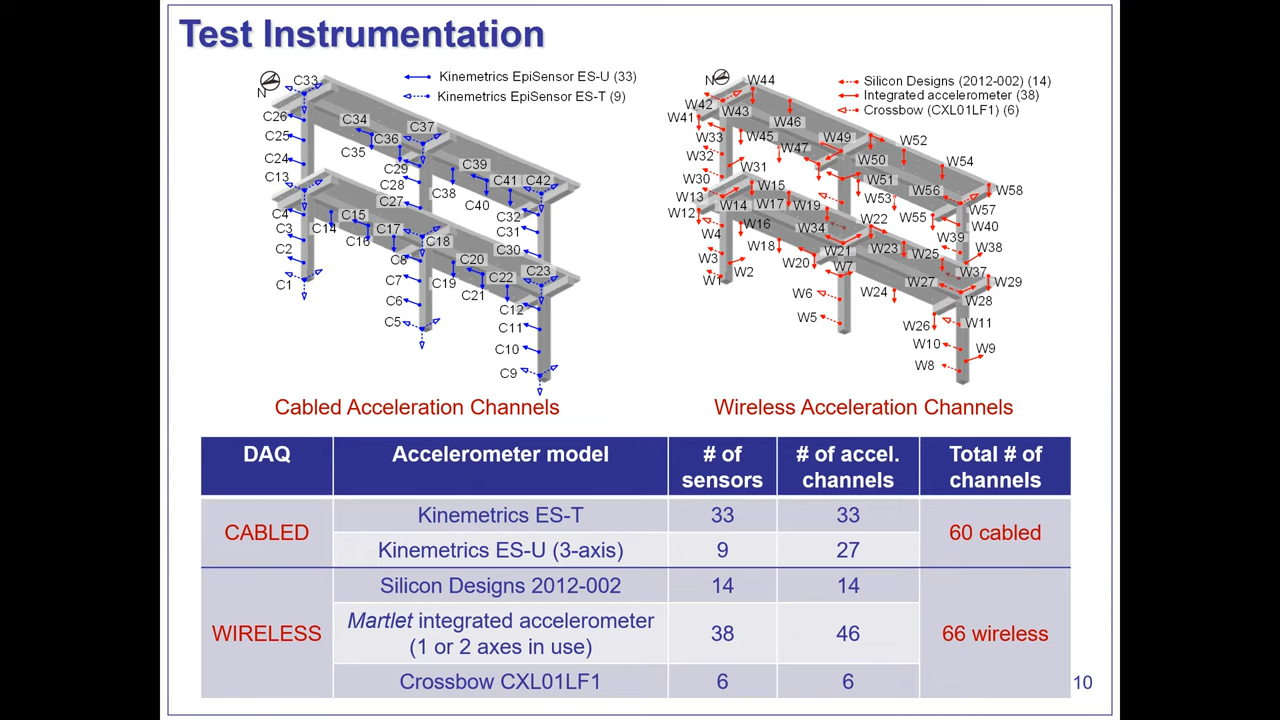 Test Instrumentation
Kinemetrics EpiSensor ES-U (33)
Kinemetrics EpiSensor ES-T (9)
N
C33
C26
C25
C24
C13
C4
C3
C2
C1
C34
C35
C36
C37
C29
C28
C27
C38
C39
C40
C41
C42
C32
C31
C30
C14
C15
C16
C17
C18
C8
C7
C6
C5
C19
C20
C21
C22
C23
C12
C11
C10
C9
Cabled Acceleration Channels
Silicon Designs (2012-002) (14)
Integrated accelerometer (38)
Crossbow (CXL01LF1) (6)
N
W44
W42
W43
W41
W33
W32
W31
W30
W13
W12
W14
W4
W3
W2
W1
W46
W45
W47
W49
W52
W50
W54
W51
W53
W56
W58
W57
W55
W40
W39
W38
W37
W15
W17
W16
W19
W18
W34
W22
W21
W20
W7
W23
W25
W24
W27
W29
W28
W26
W11
W10
W9
W8
W6
W5
Wireless Acceleration Channels
DAQ
Accelerometer model
# of
sensors
# of accel.
channels
Total # of
channels
CABLED
Kinemetrics ES-T
33
33
60 cabled
Kinemetrics ES-U (3-axis)
9
27
WIRELESS
Silicon Designs 2012-002
14
14
66 wireless
Martlet integrated accelerometer
(1 or 2 axes in use)
38
46
Crossbow CXL01LF1
6
6
10